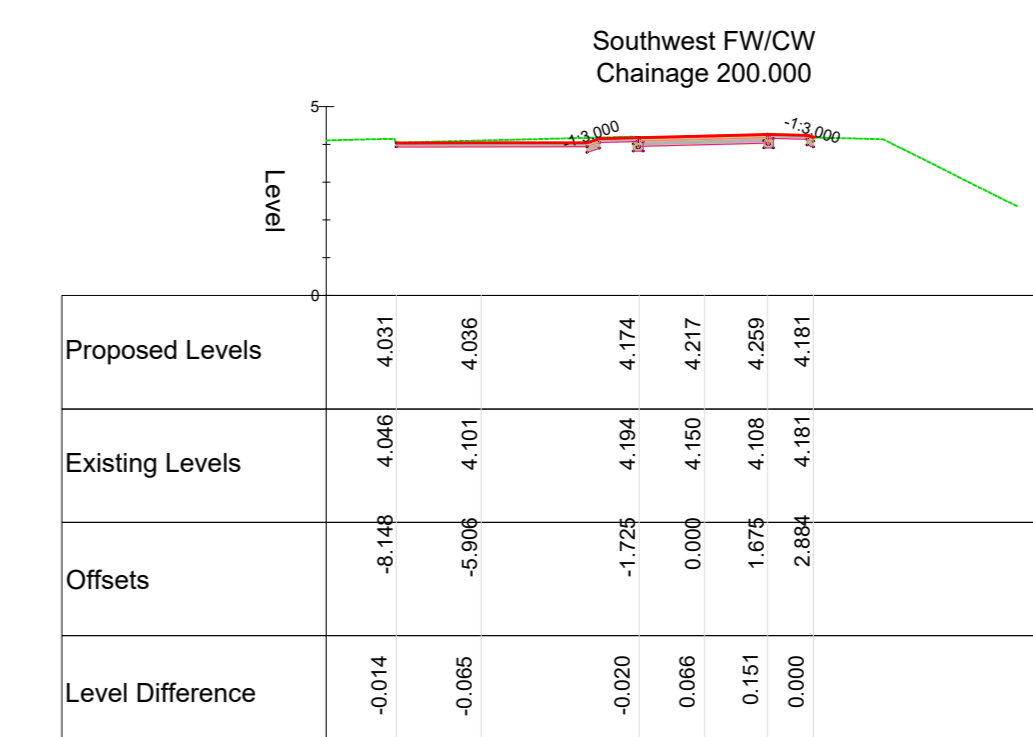 Southwest FW/CW
Chainage 200.000
5
-1:3.000
-1:3.000
Level
0
Proposed Levels 4.031 4.036 4.174 4.217 4.259 4.181
Existing Levels 4.046 4.101 4.194 4.150 4.108 4.181
Offsets -8.148 -5.906 -1.725 0.000 1.675 2.884
Level Difference -0.014 -0.065 -0.020 0.066 0.151 0.000